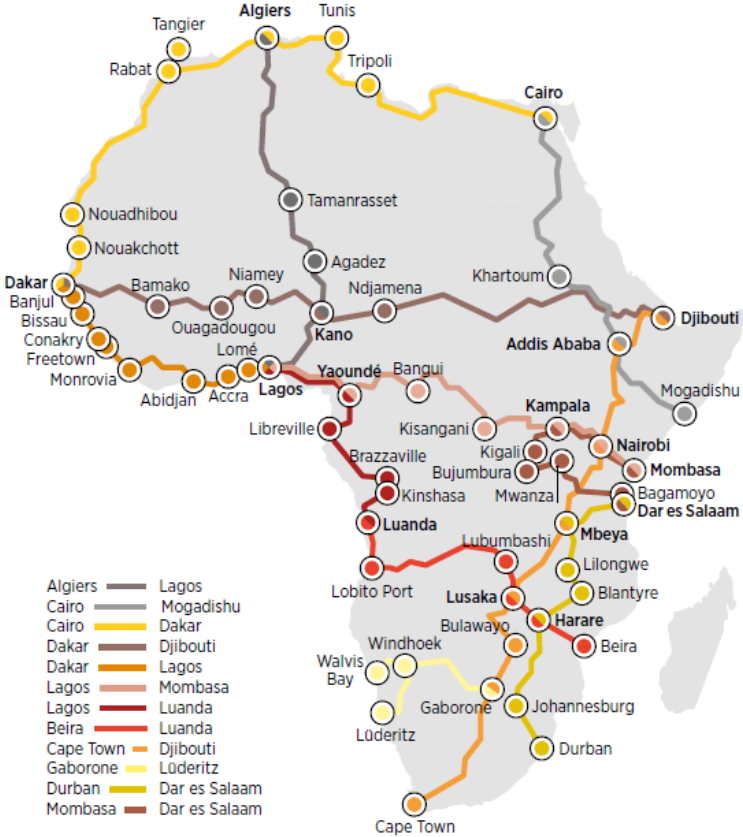 Algiers
Tunis
Tangier
Rabat
Tripoli
Cairo
Tamanrasset
Nouadhibou
Nouakchott
Agadez
Khartoum
Dakar
Banjul
Bissau
Conakry
Freetown
Monrovia
Bamako
Niamey
Ndjamena
Ouagadougou
Kano
Djibouti
Addis Ababa
Lomé
Lagos
Abidjan
Accra
Yaoundé
Bangui
Mogadishu
Libreville
Kisangani
Kampala
Nairobi
Kigali
Brazzaville
Bujumbura
Mombasa
Kinshasa
Mwanza
Bagamoyo
Dar es Salaam
Luanda
Mbeya
Lubumbashi
Lilongwe
Lobito Port
Blantyre
Lusaka
Harare
Bulawayo
Beira
Windhoek
Walvis
Bay
Gaborone
Johannesburg
Lüderitz
Durban
Cape Town
Algiers Lagos
Cairo Mogadishu
Cairo Dakar
Dakar Djibouti
Dakar Lagos
Lagos Mombasa
Lagos Luanda
Beira Luanda
Cape Town Djibouti
Gaborone Lüderitz
Durban Dar es Salaam
Mombasa Dar es Salaam